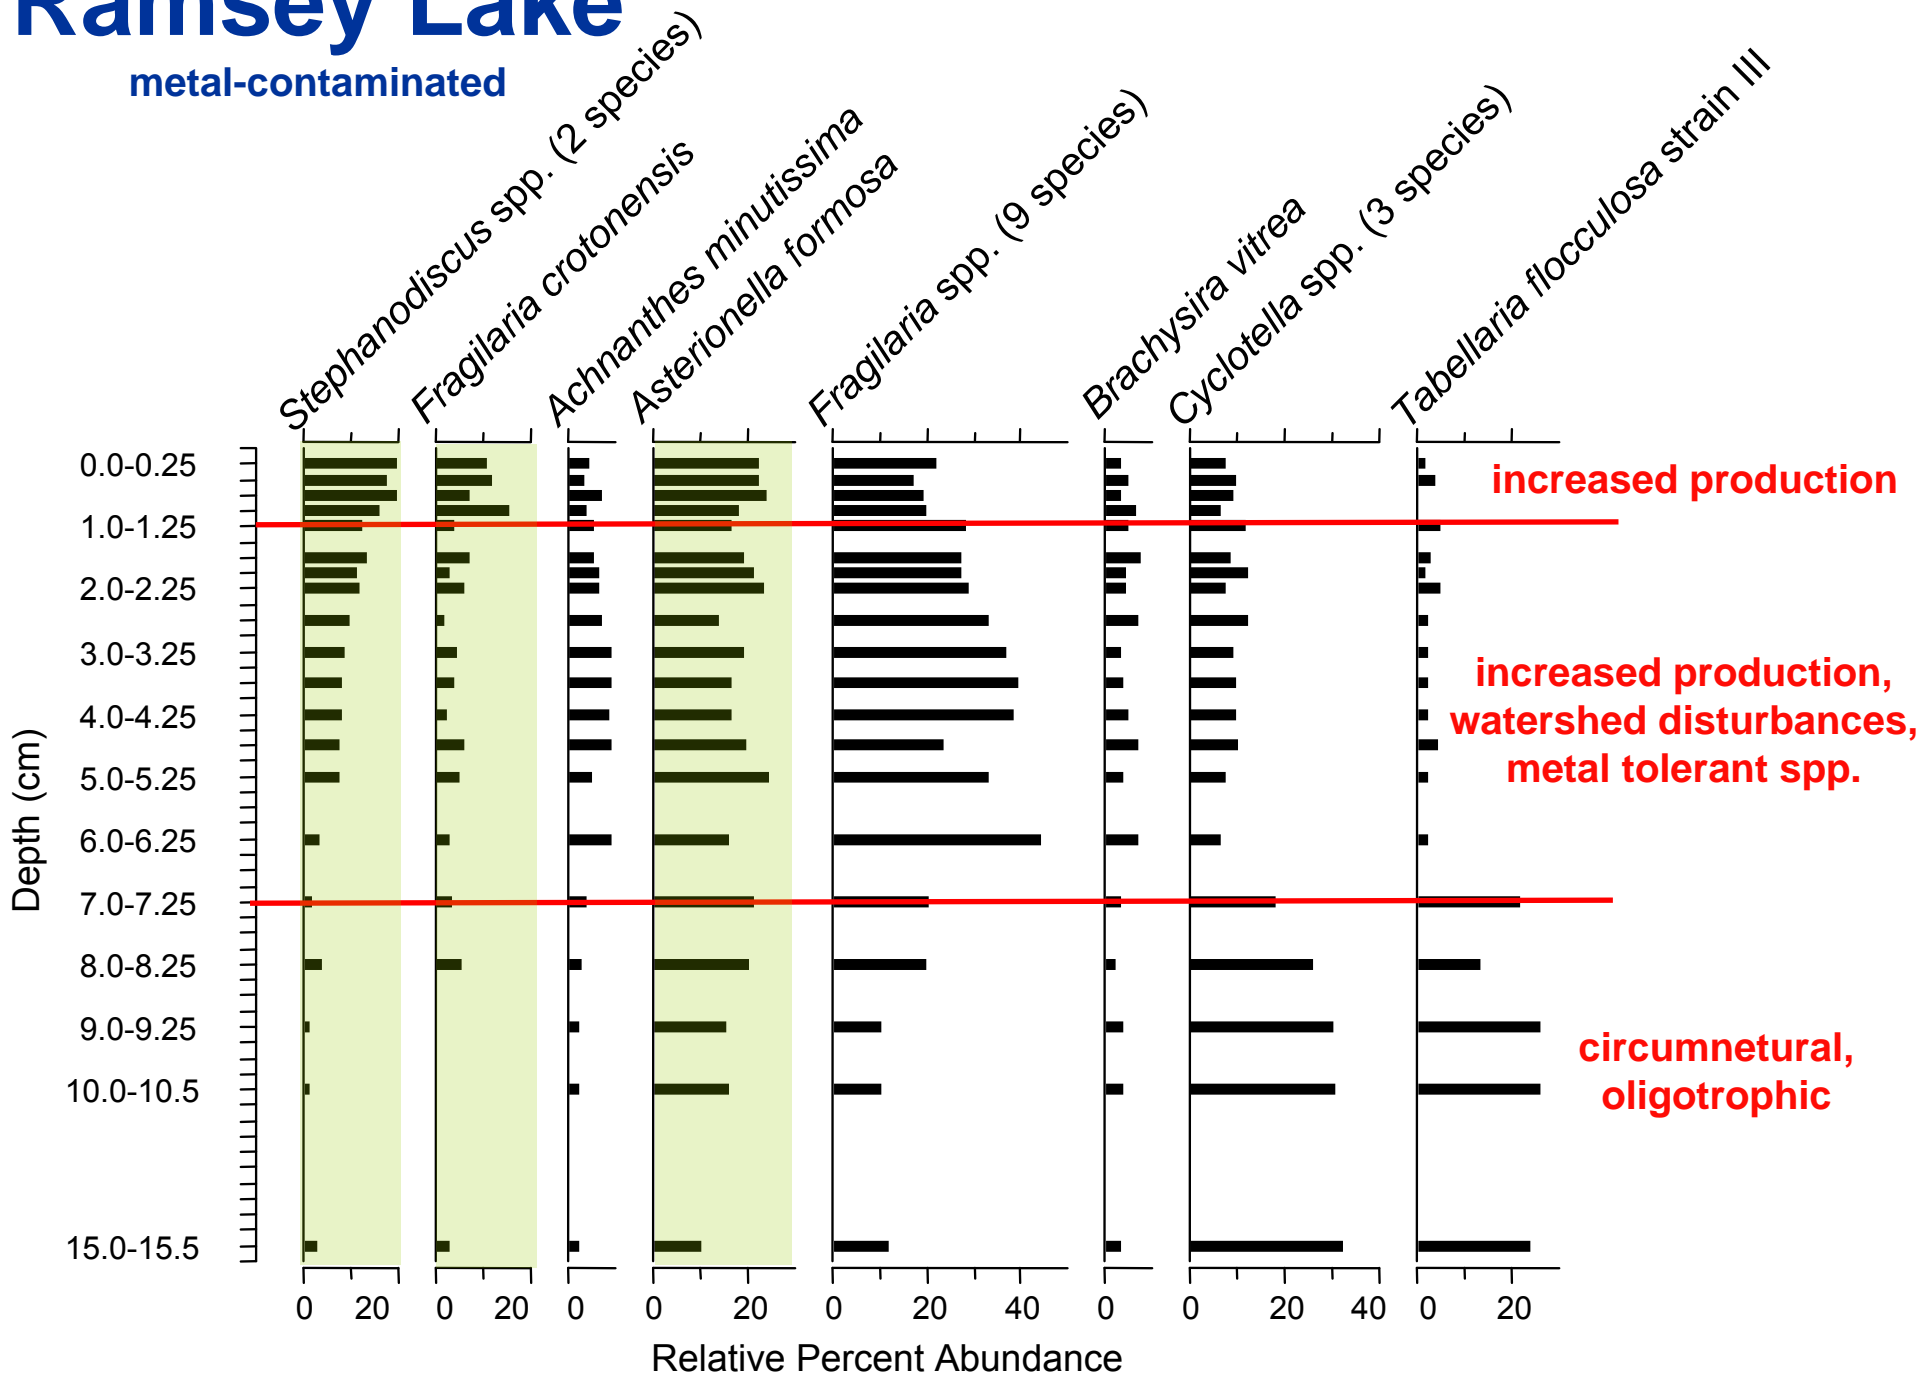 Ramsey Lake
metal-contaminated
Stephanodiscus spp. (2 species)
Fragilaria crotonensis
Achnanthes minutissima
Asterionella formosa
Fragilaria spp. (9 species)
Brachysira vitrea
Cyclotella spp. (3 species)
Tabellaria flocculosa strain III
0.0-0.25
1.0-1.25
2.0-2.25
3.0-3.25
4.0-4.25
5.0-5.25
6.0-6.25
7.0-7.25
8.0-8.25
9.0-9.25
10.0-10.5
15.0-15.5
Depth (cm)
increased production
increased production,
watershed disturbances,
metal tolerant spp.
circumnetural,
oligotrophic
0 20 0 20 0 0 20 0 20 40 0 0 20 40 0 20
Relative Percent Abundance